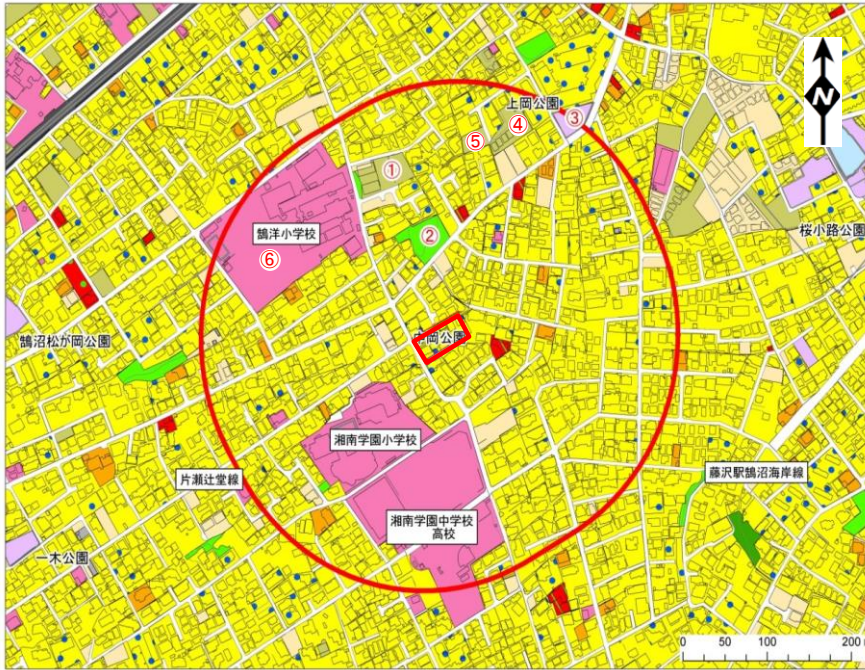 N
上岡公園
③
④
⑤
①
鵠洋小学校
②
桜小路公園
⑥
鵠沼松が岡公園
中岡公園
湘南学園小学校
片瀬辻堂線
藤沢駅鵠沼海岸線
湘南学園中学校
高校
一木公園
0 50 100 200